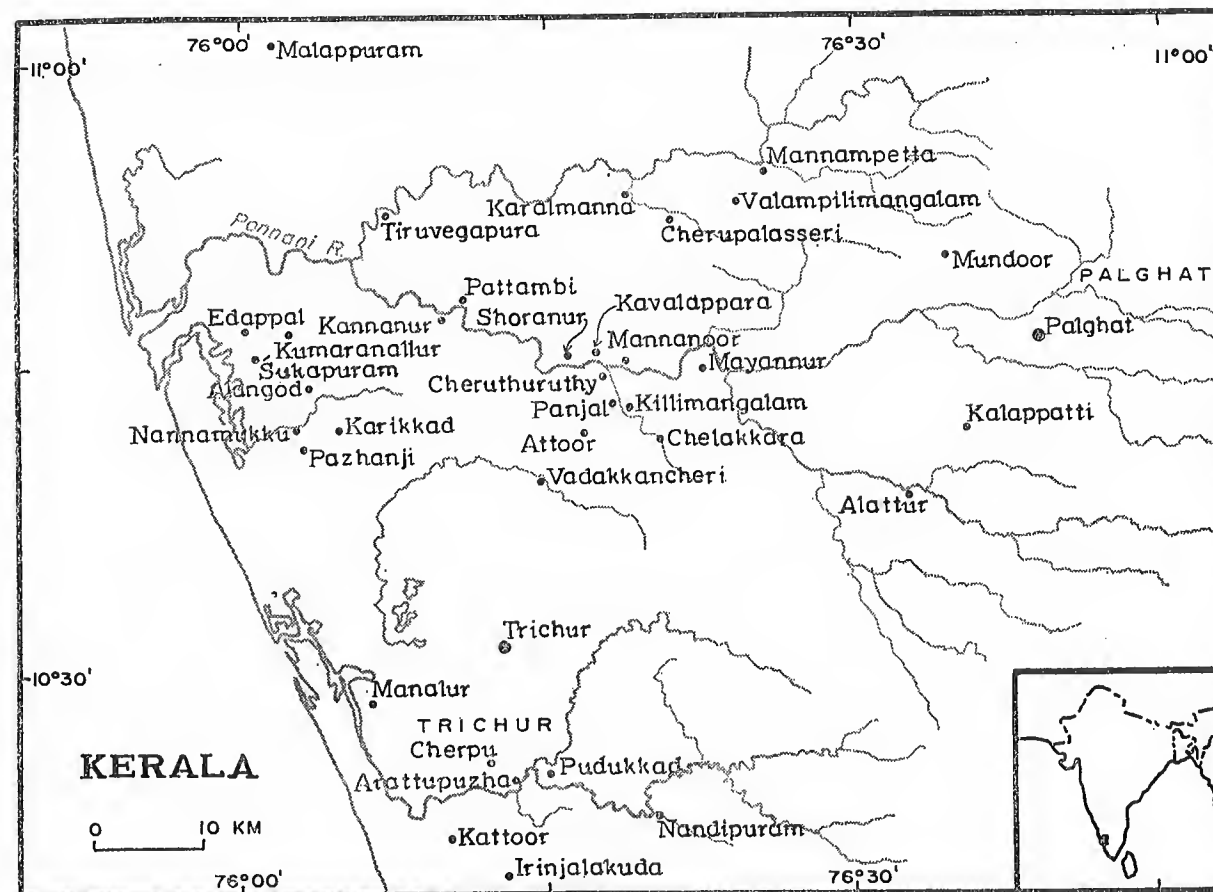 76°00'
Malappuram
76°30'
11°00'
11°00'
Mannampetta
Karalmanna
Valampilimangalam
Tiruvegapura
Cherupalasseri
Ponnani R.
Mundoor
PALGHAT
Pattambi
Kavalappara
Edappal
Kannanur
Shoranur
Mannanoor
Palghat
Kumaranallur
Sukapuram
Mayannur
Alangod
Cheruthuruthy
Panjal
Killimangalam
Kalappatti
Nannamukku
Karikkad
Attoor
Chelakkara
Pazhanji
Vadakkancheri
Alattur
Trichur
10°30'
Manalur
TRICHUR
Cherpu
KERALA
Arattupuzha
Pudukkad
0 10 KM
Nandipuram
Kattoor
Irinjalakuda
76°00'
76°30'